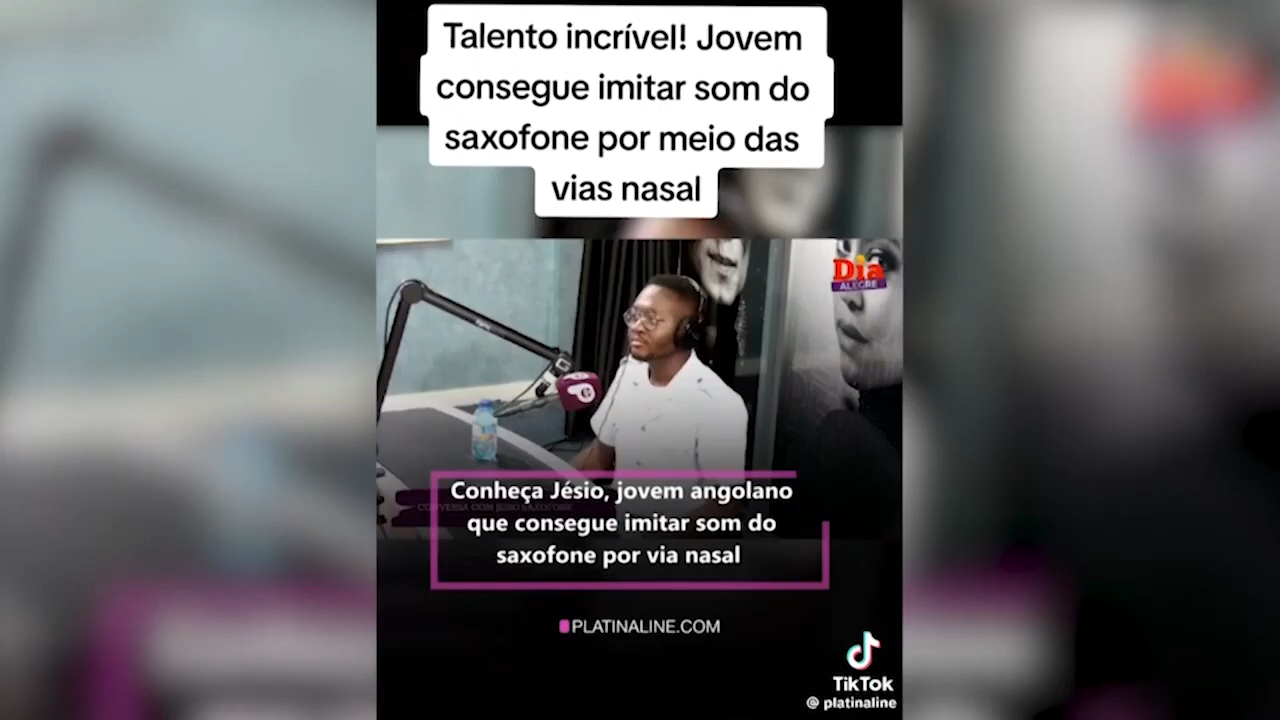 Talento incrível! Jovem
consegue imitar som do
saxofone por meio das
vias nasal
Dia
ALEGRE
Conheça Jésio, jovem angolano
que consegue imitar som do
saxofone por via nasal
PLATINALINE.COM
TikTok
@ platinaline